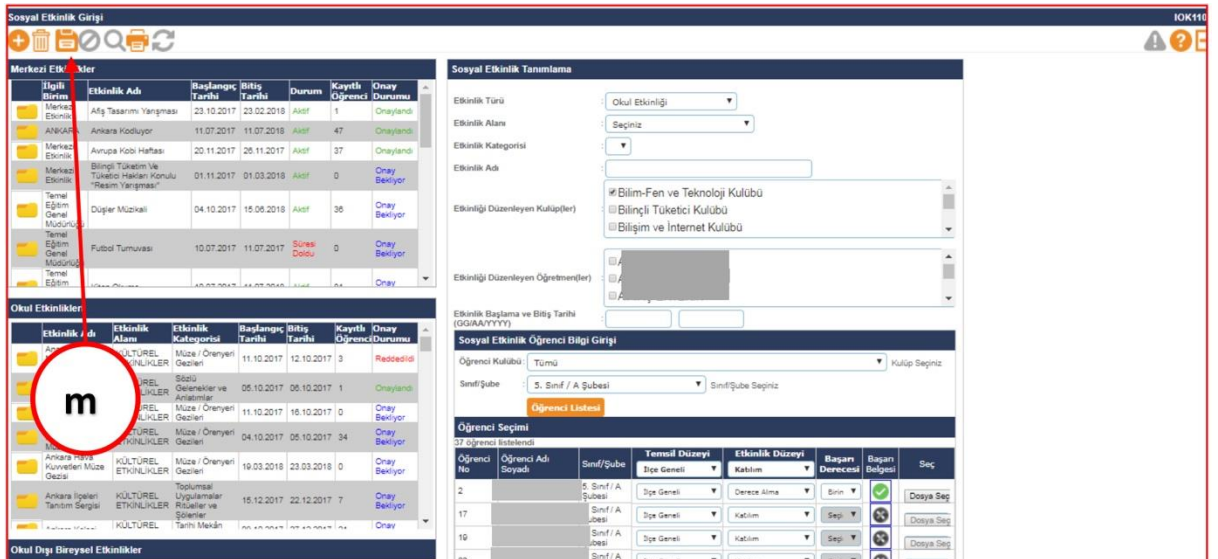 Sosyal Etkinlik Girişi
IOK110
Merkezi Etkinlikler
İlgili Birim Etkinlik Adı Başlangıç Tarihi Bitiş Tarihi Durum Kayıtlı Öğrenci Onay Durumu
Merkezi Etkinlik Afiş Tasarımı Yarışması 23.10.2017 23.02.2018 Aktif 1 Onaylandı
ANKARA Ankara Kodluyor 11.07.2017 11.07.2018 Aktif 47 Onaylandı
Merkezi Etkinlik Avrupa Kobi Haftası 20.11.2017 26.11.2017 Aktif 37 Onaylandı
Merkezi Etkinlik Bilinçli Tüketim Ve Tüketici Hakları Konulu "Resim Yarışması" 01.11.2017 01.03.2018 Aktif 0 Onay Bekliyor
Temel Eğitim Genel Müdürlüğü Düşler Müzikali 04.10.2017 15.06.2018 Aktif 36 Onay Bekliyor
Temel Eğitim Genel Müdürlüğü Futbol Turnuvası 10.07.2017 11.07.2017 Süresi Doldu 0 Onay Bekliyor
Temel Eğitim
Okul Etkinlikleri
Etkinlik Adı Etkinlik Alanı Etkinlik Kategorisi Başlangıç Tarihi Bitiş Tarihi Kayıtlı Öğrenci Onay Durumu
KÜLTÜREL ETKİNLİKLER Müze / Örenyeri Gezileri 11.10.2017 12.10.2017 3 Reddedildi
Sözlü Gelenekler ve Anlatımlar 05.10.2017 06.10.2017 1 Onaylandı
Müze / Örenyeri Gezileri 11.10.2017 16.10.2017 0 Onay Bekliyor
Müze / Örenyeri Gezileri 04.10.2017 05.10.2017 34 Onay Bekliyor
Ankara Hava Kuvvetleri Müze Gezisi KÜLTÜREL ETKİNLİKLER Müze / Örenyeri Gezileri 19.03.2018 23.03.2018 0 Onay Bekliyor
Ankara İlçeleri Tanıtım Sergisi KÜLTÜREL ETKİNLİKLER Toplumsal Uygulamalar Ritüeller ve Şölenler 15.12.2017 22.12.2017 7 Onay Bekliyor
KÜLTÜREL Tarihi Mekân Onay
Okul Dışı Bireysel Etkinlikler
m
Sosyal Etkinlik Tanımlama
Etkinlik Türü : Okul Etkinliği
Etkinlik Alanı : Seçiniz
Etkinlik Kategorisi :
Etkinlik Adı :
Etkinliği Düzenleyen Kulüp(ler) :
Bilim-Fen ve Teknoloji Kulübü
Bilinçli Tüketici Kulübü
Bilişim ve İnternet Kulübü
Etkinliği Düzenleyen Öğretmen(ler) :
Etkinlik Başlama ve Bitiş Tarihi (GG/AA/YYYY) :
Sosyal Etkinlik Öğrenci Bilgi Girişi
Öğrenci Kulübü : Tümü Kulüp Seçiniz
Sınıf/Şube : 5. Sınıf / A Şubesi Sınıf/Şube Seçiniz
Öğrenci Listesi
Öğrenci Seçimi
37 öğrenci listelendi
Öğrenci No Öğrenci Adı Soyadı Sınıf/Şube Temsil Düzeyi Etkinlik Düzeyi Başarı Derecesi Başarı Belgesi Seç
İlçe Geneli Katılım
2 5. Sınıf / A Şubesi İlçe Geneli Derece Alma Birin Dosya Seç
17 Sınıf / A İlçe Geneli Katılım Seçi Dosya Seç
19 Sınıf / A İlçe Geneli Katılım Seçi Dosya Seç
Sınıf / A